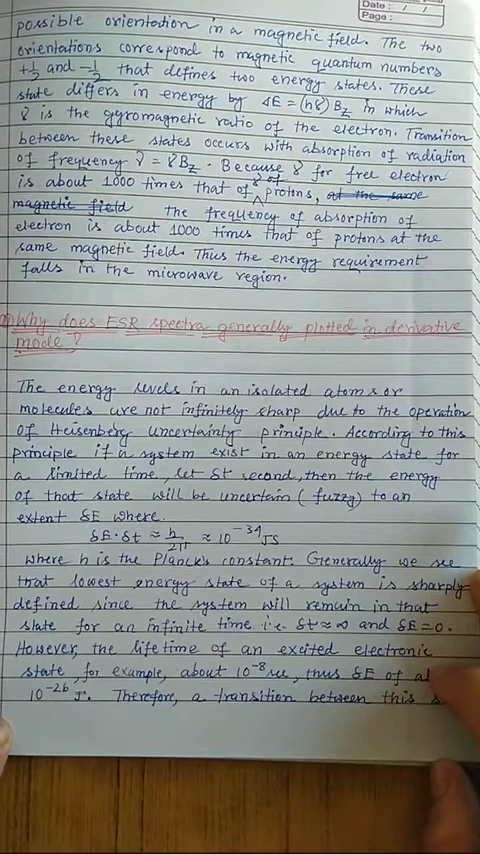 Date : / /
Page :
possible orientation in a magnetic field. The two
orientations correspond to magnetic quantum numbers
+½ and -½ that defines two energy states. These
state differs in energy by ΔE = (hγ) Bz in which
γ is the gyromagnetic ratio of the electron. Transition
between these states occurs with absorption of radiation
of frequency ν̄ = γBz. Because γ for free electron
is about 1000 times that of γ of protons, at the same
magnetic field the frequency of absorption of
electron is about 1000 times that of protons at the
same magnetic field. Thus the energy requirement
falls in the microwave region.
Why does ESR spectra generally plotted in derivative
mode?
The energy levels in an isolated atoms or
molecules are not infinitely sharp due to the operation
of Heisenberg uncertainty principle. According to this
principle if a system exist in an energy state for
a limited time, let δt second, then the energy
of that state will be uncertain (fuzzy) to an
extent δE where.
δE·δt ≈ h/2π ≈ 10⁻³⁴JS
where h is the Planck's constant. Generally we see
that lowest energy state of a system is sharply
defined since the system will remain in that
state for an infinite time i.e. δt ≈ ∞ and δE = 0.
However, the life time of an excited electronic
state, for example, about 10⁻⁸ sec, thus δE of
10⁻²⁶ J. Therefore, a transition between this